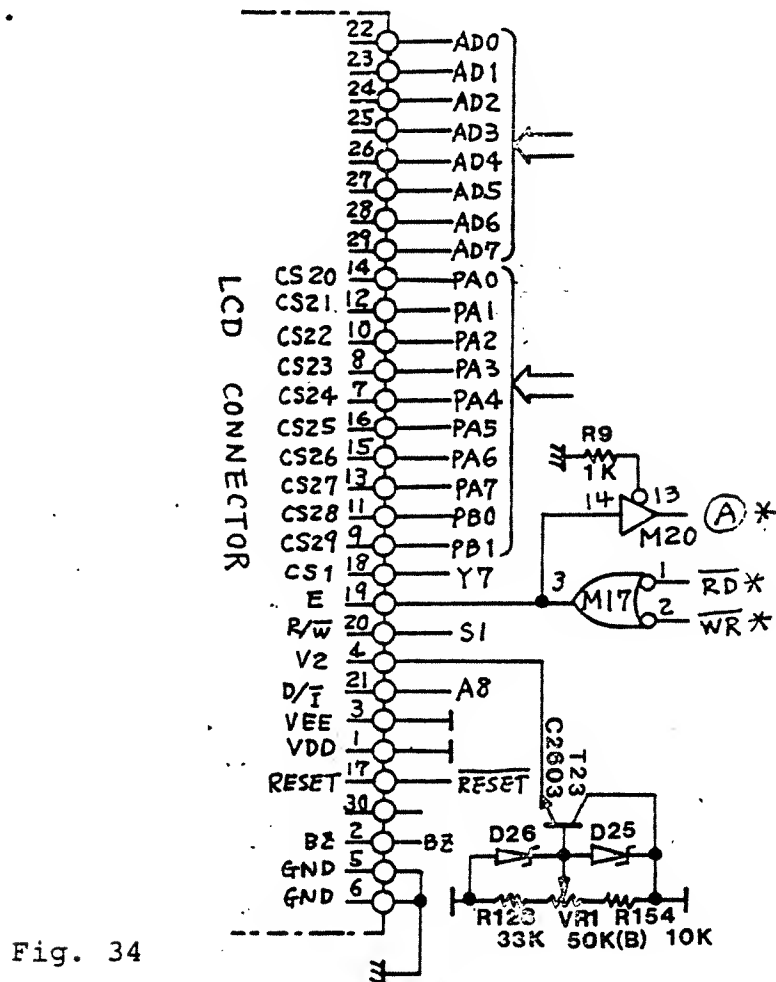 22 AD0
23 AD1
24 AD2
25 AD3
26 AD4
27 AD5
28 AD6
29 AD7
CS20 14 PA0
CS21 12 PA1
CS22 10 PA2
CS23 8 PA3
CS24 7 PA4
CS25 16 PA5
CS26 15 PA6
CS27 13 PA7
CS28 11 PB0
CS29 9 PB1
CS1 18 Y7
E 19
R/W̅ 20 S1
V2 4
D/I̅ 21 A8
VEE 3
VDD 1
RESET 17 R̅E̅S̅E̅T̅
30
BZ 2 BZ
GND 5
GND 6
LCD CONNECTOR
R9
1K
14 13 A *
M20
3 M17 1 R̅D̅*
2 W̅R̅*
T23
C2603
D26 D25
VR1 R154
33K 50K(B) 10K
Fig. 34